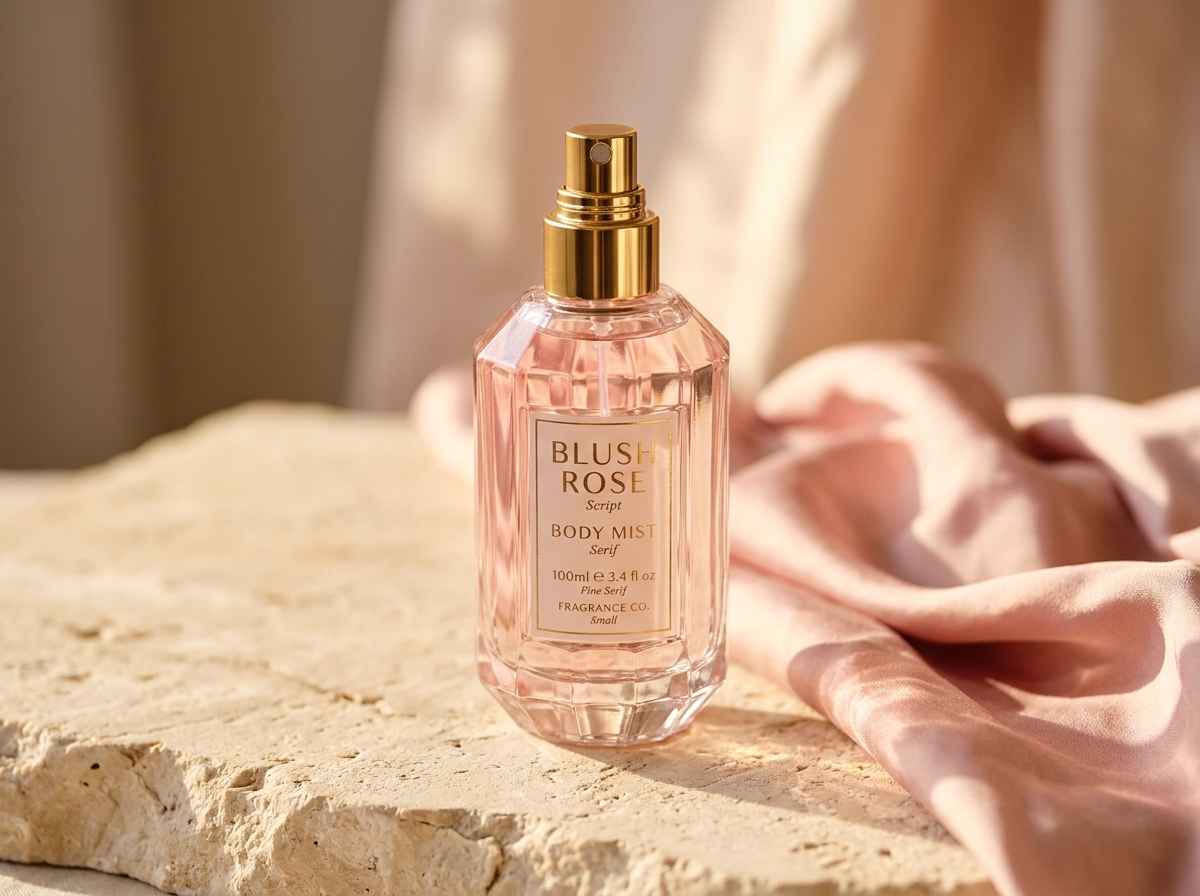 BLUSH
ROSE
Script
BODY MIST
Serif
100ml ℮ 3.4 fl oz
Pine Serif
FRAGRANCE CO.
Small